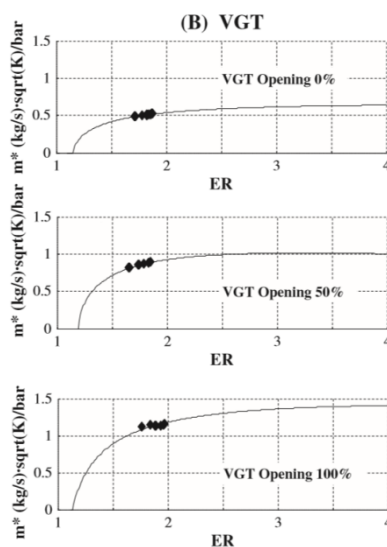 (B) VGT
m* (kg/s)·sqrt(K)/bar
1.5
1
0.5
0
VGT Opening 0%
1
2
3
4
ER
m* (kg/s)·sqrt(K)/bar
1.5
1
0.5
0
VGT Opening 50%
1
2
3
4
ER
m* (kg/s)·sqrt(K)/bar
1.5
1
0.5
0
VGT Opening 100%
1
2
3
4
ER